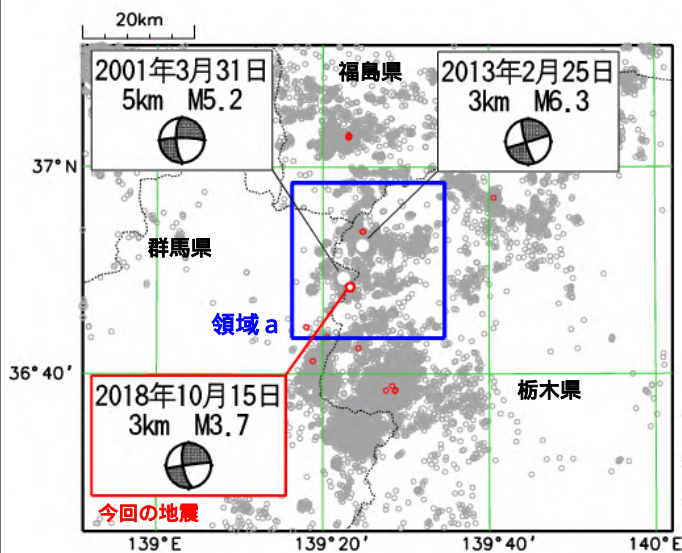 20km
2001年3月31日
5km M5.2
福島県
2013年2月25日
3km M6.3
37°N
群馬県
領域a
36°40′
栃木県
2018年10月15日
3km M3.7
今回の地震
139°E
139°20′
139°40′
140°E